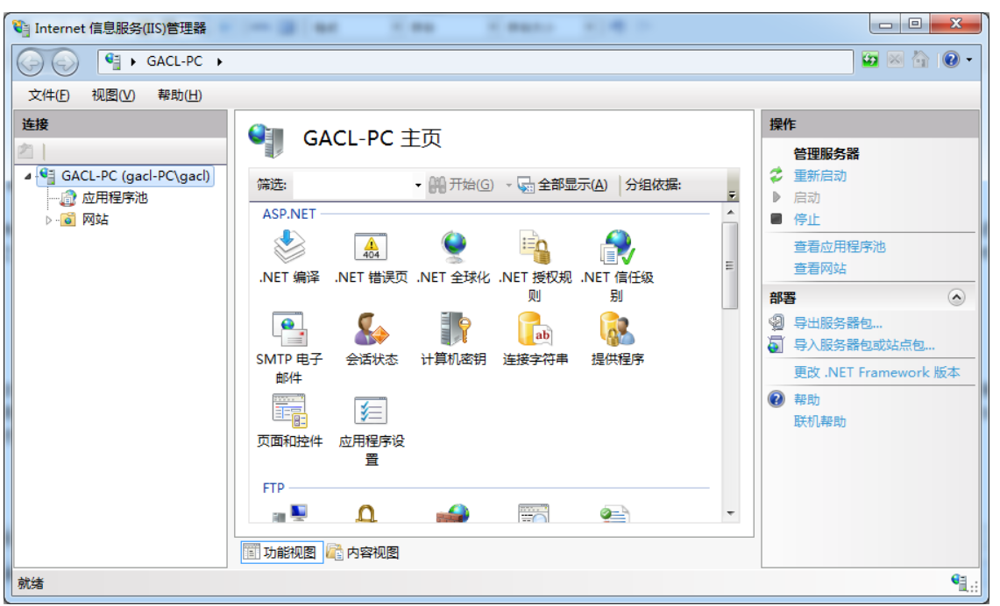 Internet 信息服务(IIS)管理器
GACL-PC
文件(F) 视图(V) 帮助(H)
连接
GACL-PC (gacl-PC\gacl)
应用程序池
网站
GACL-PC 主页
筛选: 开始(G) 全部显示(A) 分组依据:
ASP.NET
404
.NET 编译 .NET 错误页 .NET 全球化 .NET 授权规则 .NET 信任级别
ab
SMTP 电子邮件 会话状态 计算机密钥 连接字符串 提供程序
页面和控件 应用程序设置
FTP
功能视图 内容视图
操作
管理服务器
重新启动
启动
停止
查看应用程序池
查看网站
部署
导出服务器包...
导入服务器包或站点包...
更改 .NET Framework 版本
帮助
联机帮助
就绪